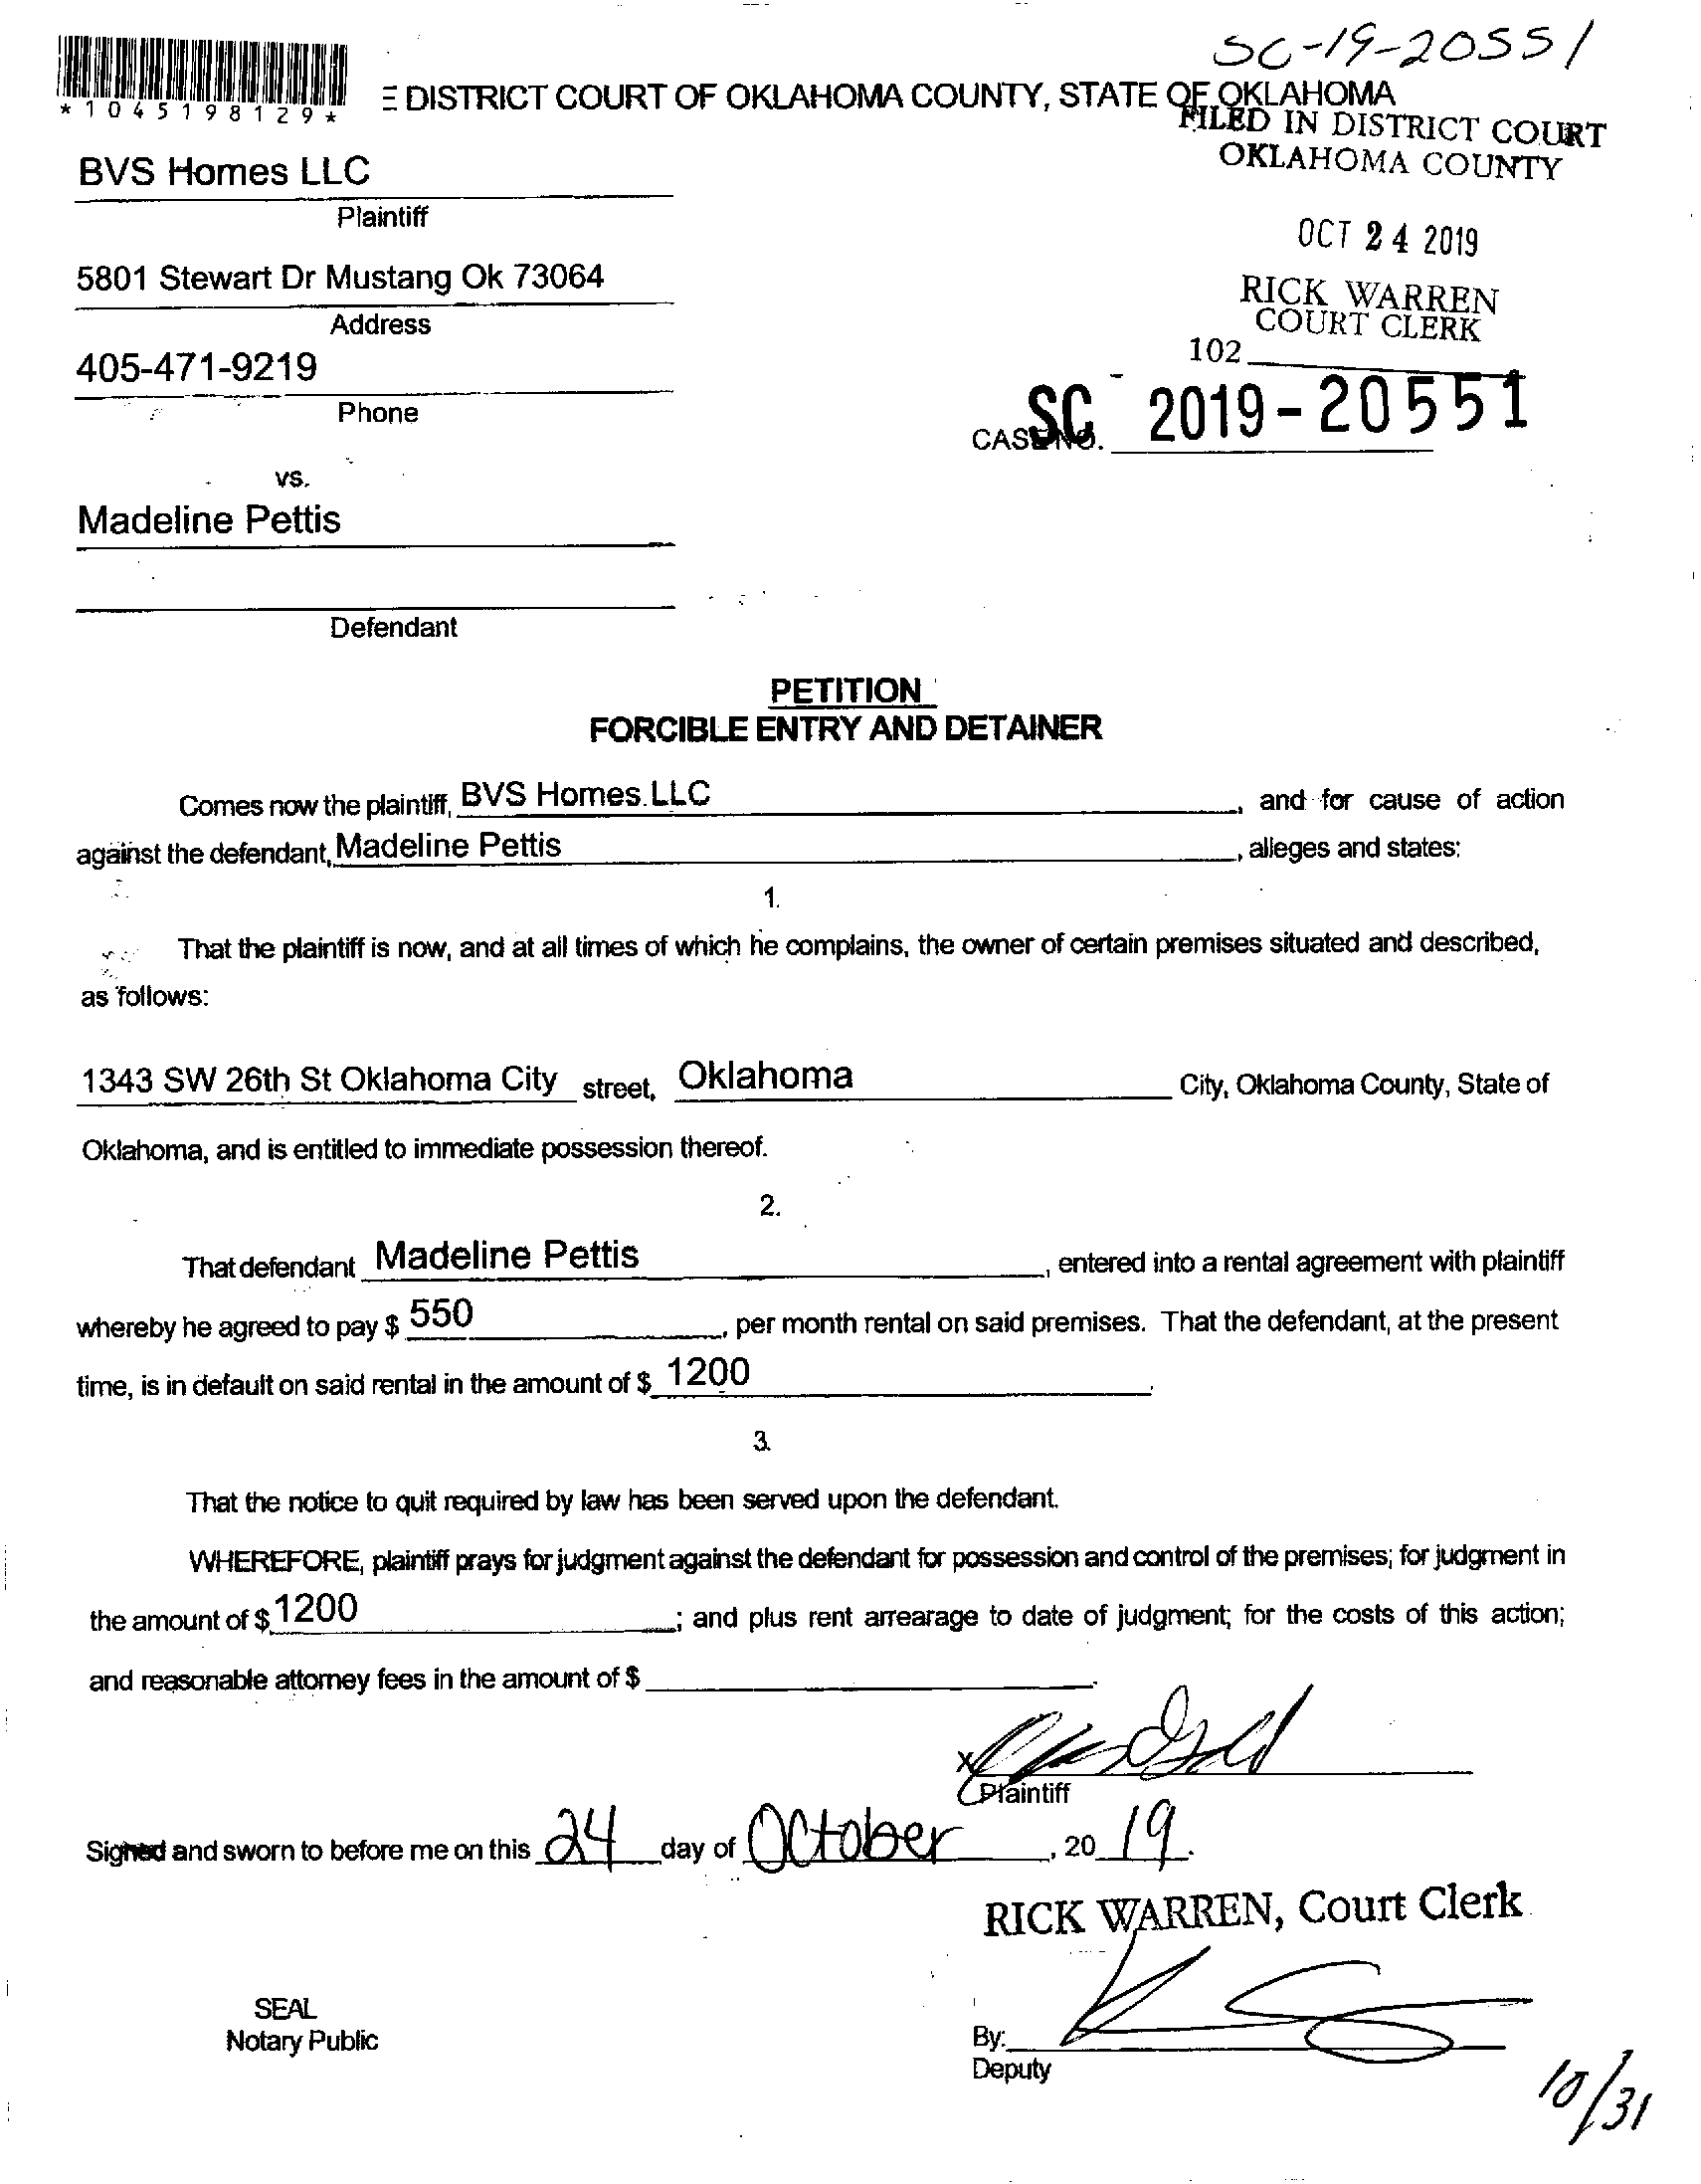 SC-19-20551
*1045198129*
E DISTRICT COURT OF OKLAHOMA COUNTY, STATE OF OKLAHOMA
FILED IN DISTRICT COURT
OKLAHOMA COUNTY
BVS Homes LLC
Plaintiff
OCT 24 2019
5801 Stewart Dr Mustang Ok 73064
Address
RICK WARREN
COURT CLERK
405-471-9219
102
Phone
CASE NO. SC 2019-20551
vs.
Madeline Pettis
Defendant
PETITION
FORCIBLE ENTRY AND DETAINER
Comes now the plaintiff, BVS Homes LLC, and for cause of action
against the defendant, Madeline Pettis, alleges and states:
1.
That the plaintiff is now, and at all times of which he complains, the owner of certain premises situated and described,
as follows:
1343 SW 26th St Oklahoma City street, Oklahoma City, Oklahoma County, State of
Oklahoma, and is entitled to immediate possession thereof.
2.
That defendant Madeline Pettis, entered into a rental agreement with plaintiff
whereby he agreed to pay $ 550, per month rental on said premises. That the defendant, at the present
time, is in default on said rental in the amount of $ 1200
3.
That the notice to quit required by law has been served upon the defendant.
WHEREFORE, plaintiff prays for judgment against the defendant for possession and control of the premises; for judgment in
the amount of $ 1200; and plus rent arrearage to date of judgment; for the costs of this action;
and reasonable attorney fees in the amount of $
x
Plaintiff
Signed and sworn to before me on this 24 day of October, 20 19.
RICK WARREN, Court Clerk
SEAL
Notary Public
By:
Deputy
10/31